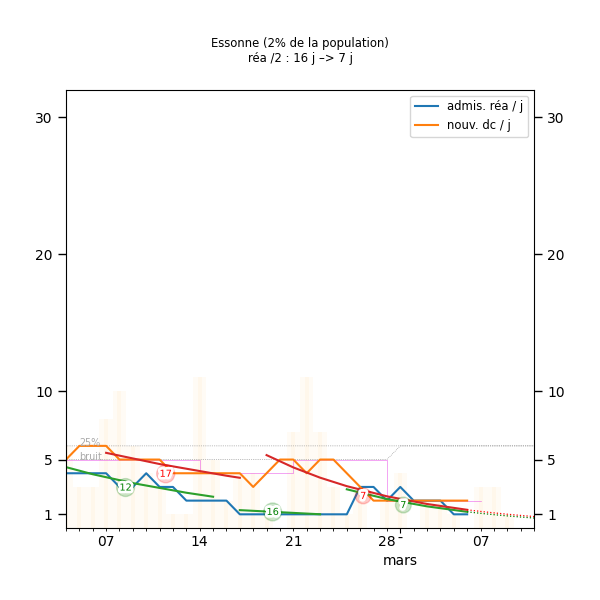 Essonne (2% de la population)
réa /2 : 16 j –> 7 j
admis. réa / j
nouv. dc / j
30 30
20 20
10 10
5 5
1 1
25%
bruit
12
17
16
7
7
07 14 21 28 07
mars